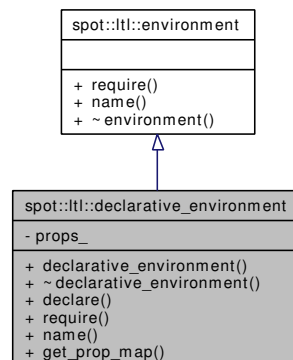 spot::ltl::environment
+ require()
+ name()
+ ~environment()
spot::ltl::declarative_environment
- props_
+ declarative_environment()
+ ~declarative_environment()
+ declare()
+ require()
+ name()
+ get_prop_map()